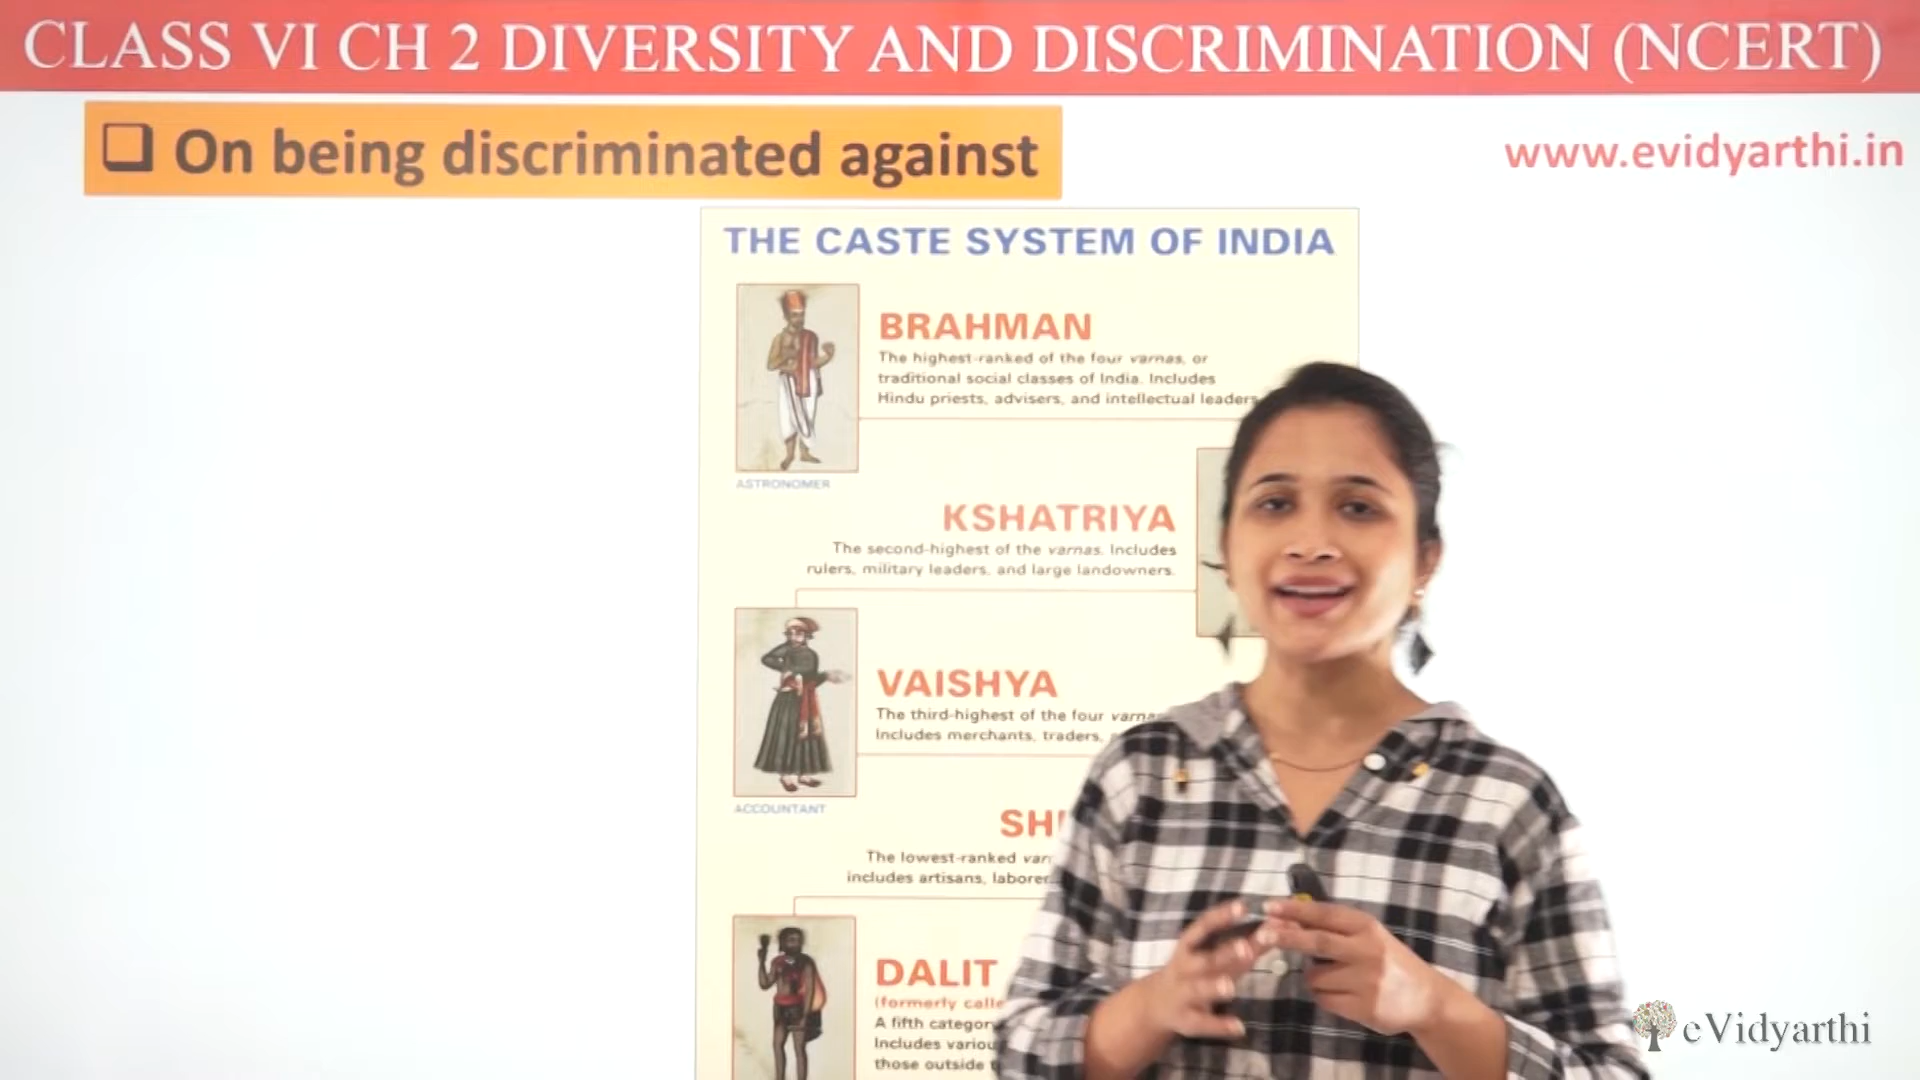 CLASS VI CH 2 DIVERSITY AND DISCRIMINATION (NCERT)
On being discriminated against
www.evidyarthi.in
THE CASTE SYSTEM OF INDIA
BRAHMAN
The highest-ranked of the four varnas, or
traditional social classes of India. Includes
Hindu priests, advisers, and intellectual leaders
ASTRONOMER
KSHATRIYA
The second-highest of the varnas. Includes
rulers, military leaders, and large landowners.
VAISHYA
The third-highest of the four
Includes merchants, traders,
ACCOUNTANT
The lowest-ranked
includes artisans,
DALIT
(formerly
A fifth
Includes
those outside
eVidyarthi